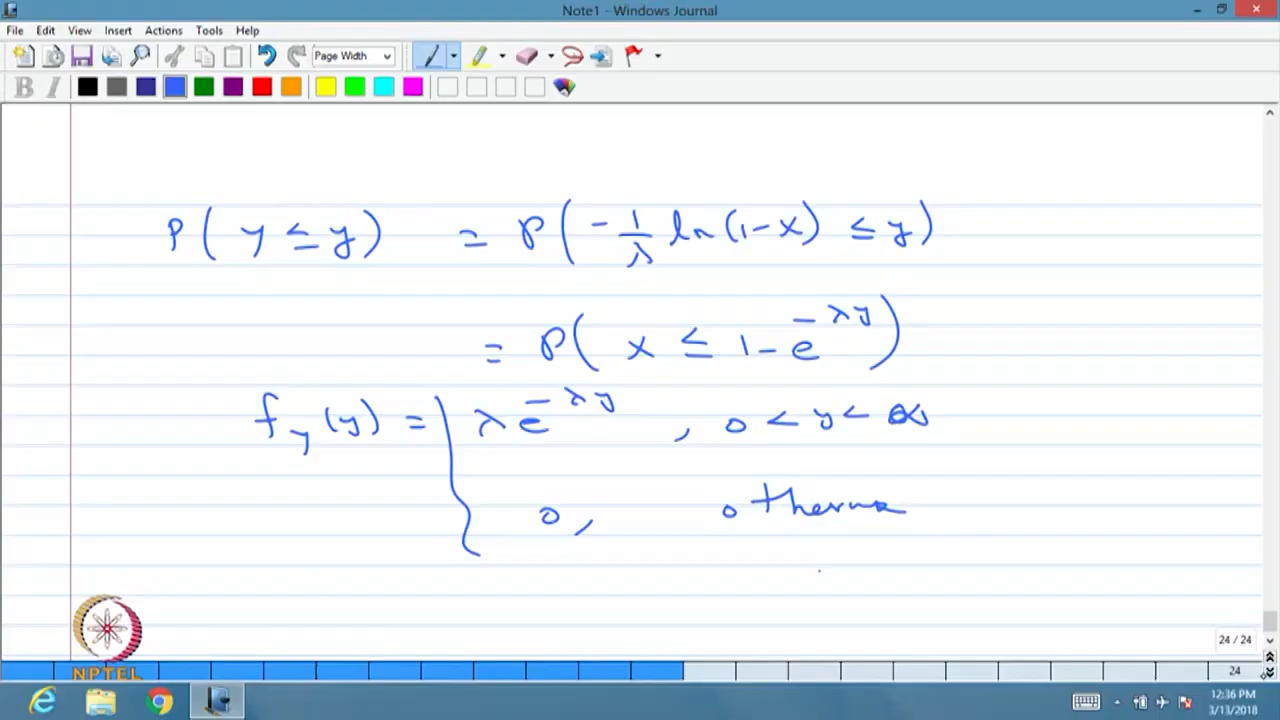 Note1 - Windows Journal
File Edit View Insert Actions Tools Help
Page Width
B I
P( Y ≤ y) = P( -1/λ ln(1-X) ≤ y)
= P( X ≤ 1-e^{-λy})
f_Y(y) = { λe^{-λy} , 0 < y < ∞
0,
24 / 24
NPTEL
24
12:36 PM
3/13/2018